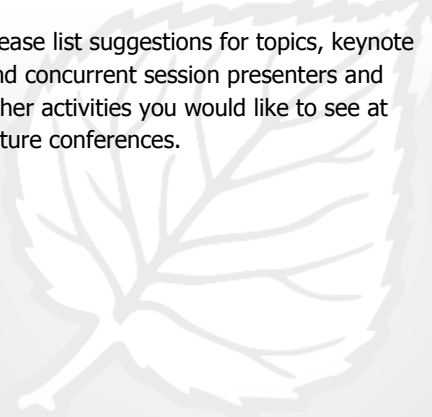 ease list suggestions for topics, keynote
nd concurrent session presenters and
her activities you would like to see at
ture conferences.